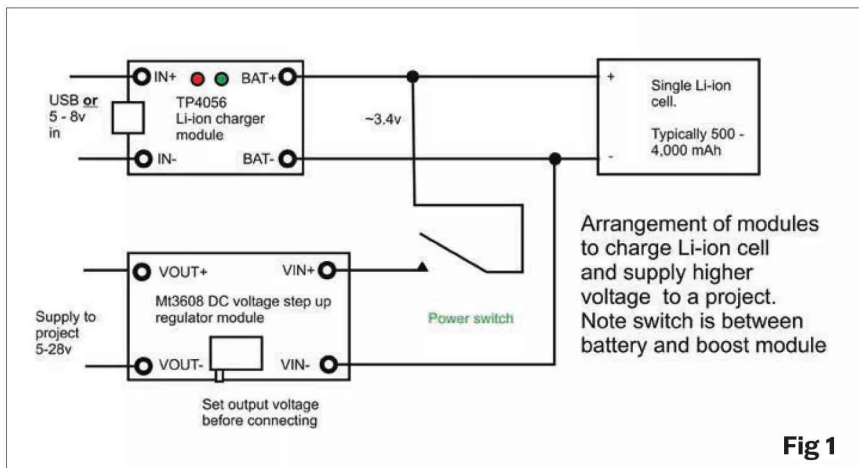 IN+
BAT+
USB or
5 - 8v
in
TP4056
Li-ion charger
module
IN-
BAT-
~3.4v
+
Single Li-ion
cell.
Typically 500 -
4,000 mAh
-
Arrangement of modules
to charge Li-ion cell
and supply higher
voltage to a project.
Note switch is between
battery and boost module
VOUT+
VIN+
Mt3608 DC voltage step up
regulator module
Supply to
project
5-28v
VOUT-
VIN-
Power switch
Set output voltage
before connecting
Fig 1